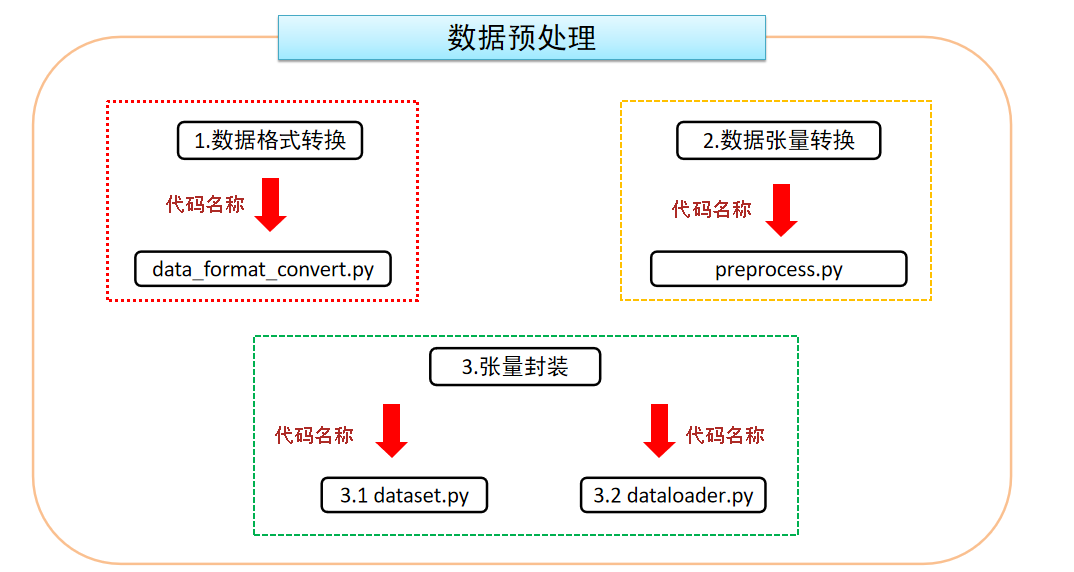 数据预处理
1.数据格式转换
代码名称
data_format_convert.py
2.数据张量转换
代码名称
preprocess.py
3.张量封装
代码名称
代码名称
3.1 dataset.py
3.2 dataloader.py